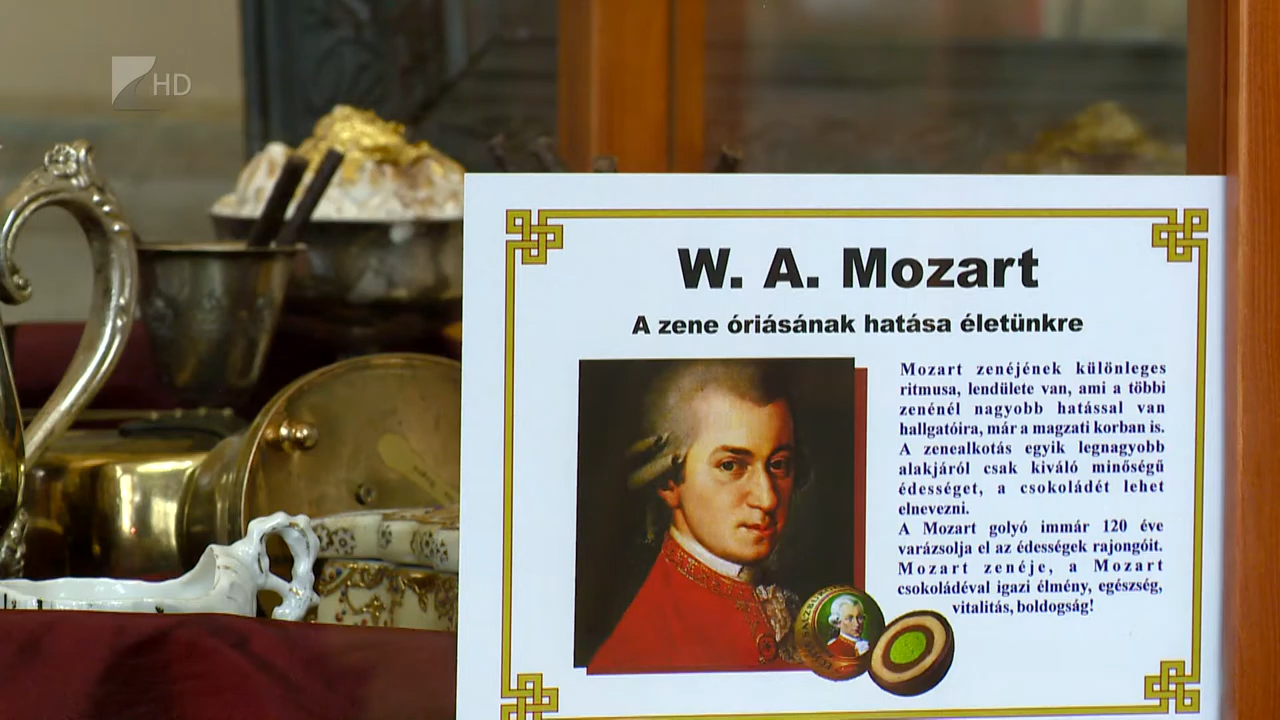 HD
W. A. Mozart
A zene óriásának hatása életünkre
Mozart zenéjének különleges
ritmusa, lendülete van, ami a többi
zenénél nagyobb hatással van
hallgatóira, már a magzati korban is.
A zenealkotás egyik legnagyobb
alakjáról csak kiváló minőségű
édességet, a csokoládét lehet
elnevezni.
A Mozart golyó immár 120 éve
varázsolja el az édességek rajongóit.
Mozart zenéje, a Mozart
csokoládéval igazi élmény, egészség,
vitalitás, boldogság!